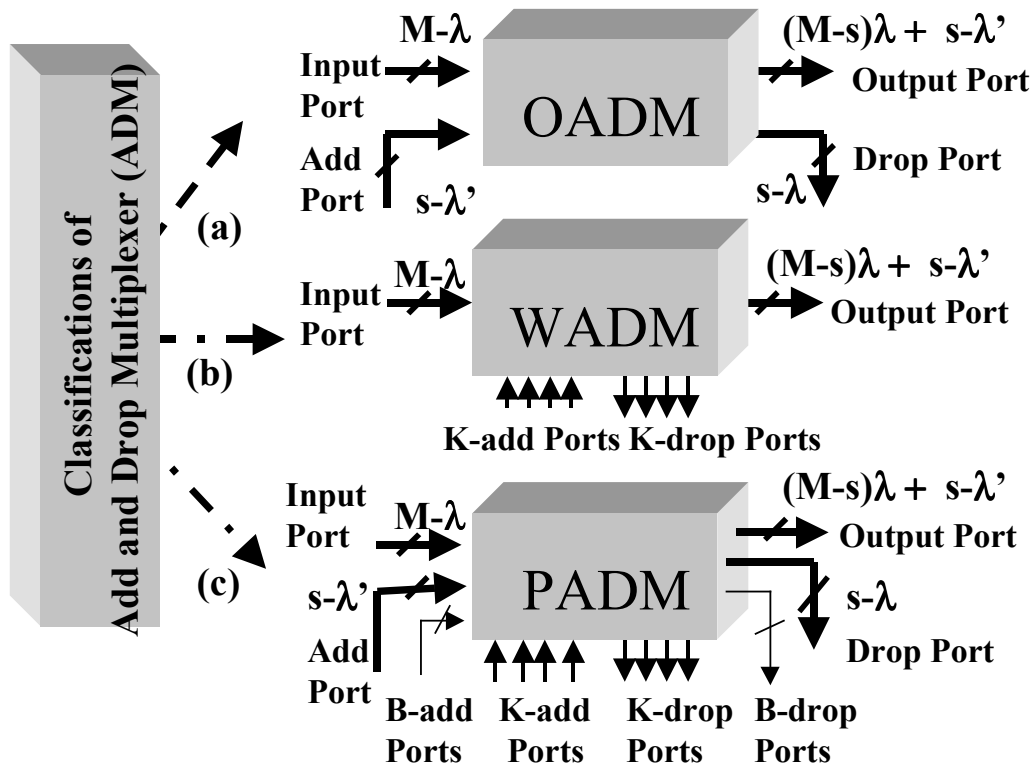 Classifications of
Add and Drop Multiplexer (ADM)
(a)
M-λ
Input
Port
OADM
(M-s)λ + s-λ’
Output Port
Add
Port
s-λ’
Drop Port
s-λ
(b)
M-λ
Input
Port
WADM
(M-s)λ + s-λ’
Output Port
K-add Ports
K-drop Ports
(c)
Input
Port
M-λ
PADM
(M-s)λ + s-λ’
Output Port
s-λ’
Add
Port
s-λ
Drop Port
B-add
Ports
K-add
Ports
K-drop
Ports
B-drop
Ports